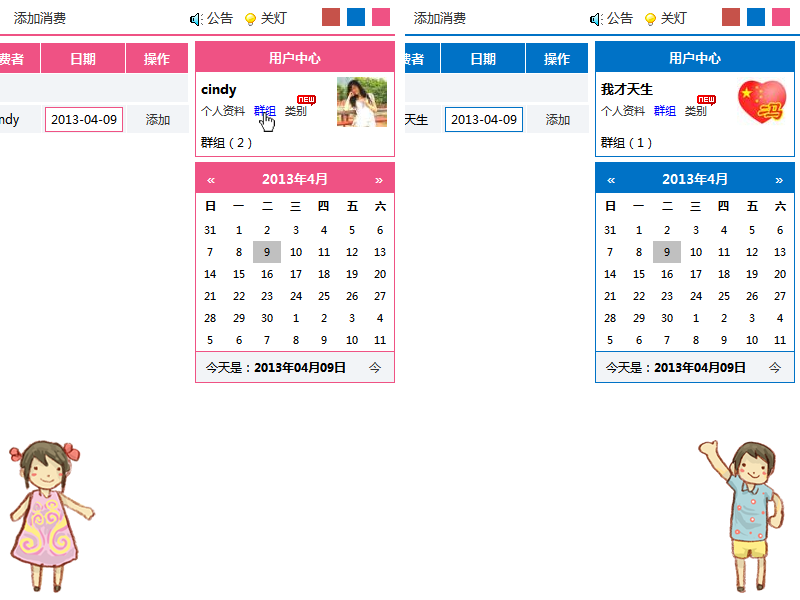 添加消费 公告 关灯
费者 日期 操作
ndy 2013-04-09 添加
用户中心
cindy
new
个人资料 群组 类别
群组（2）
« 2013年4月 »
日 一 二 三 四 五 六
31 1 2 3 4 5 6
7 8 9 10 11 12 13
14 15 16 17 18 19 20
21 22 23 24 25 26 27
28 29 30 1 2 3 4
5 6 7 8 9 10 11
今天是：2013年04月09日 今
添加消费 公告 关灯
费者 日期 操作
天生 2013-04-09 添加
用户中心
我才天生
new
个人资料 群组 类别
群组（1）
« 2013年4月 »
日 一 二 三 四 五 六
31 1 2 3 4 5 6
7 8 9 10 11 12 13
14 15 16 17 18 19 20
21 22 23 24 25 26 27
28 29 30 1 2 3 4
5 6 7 8 9 10 11
今天是：2013年04月09日 今